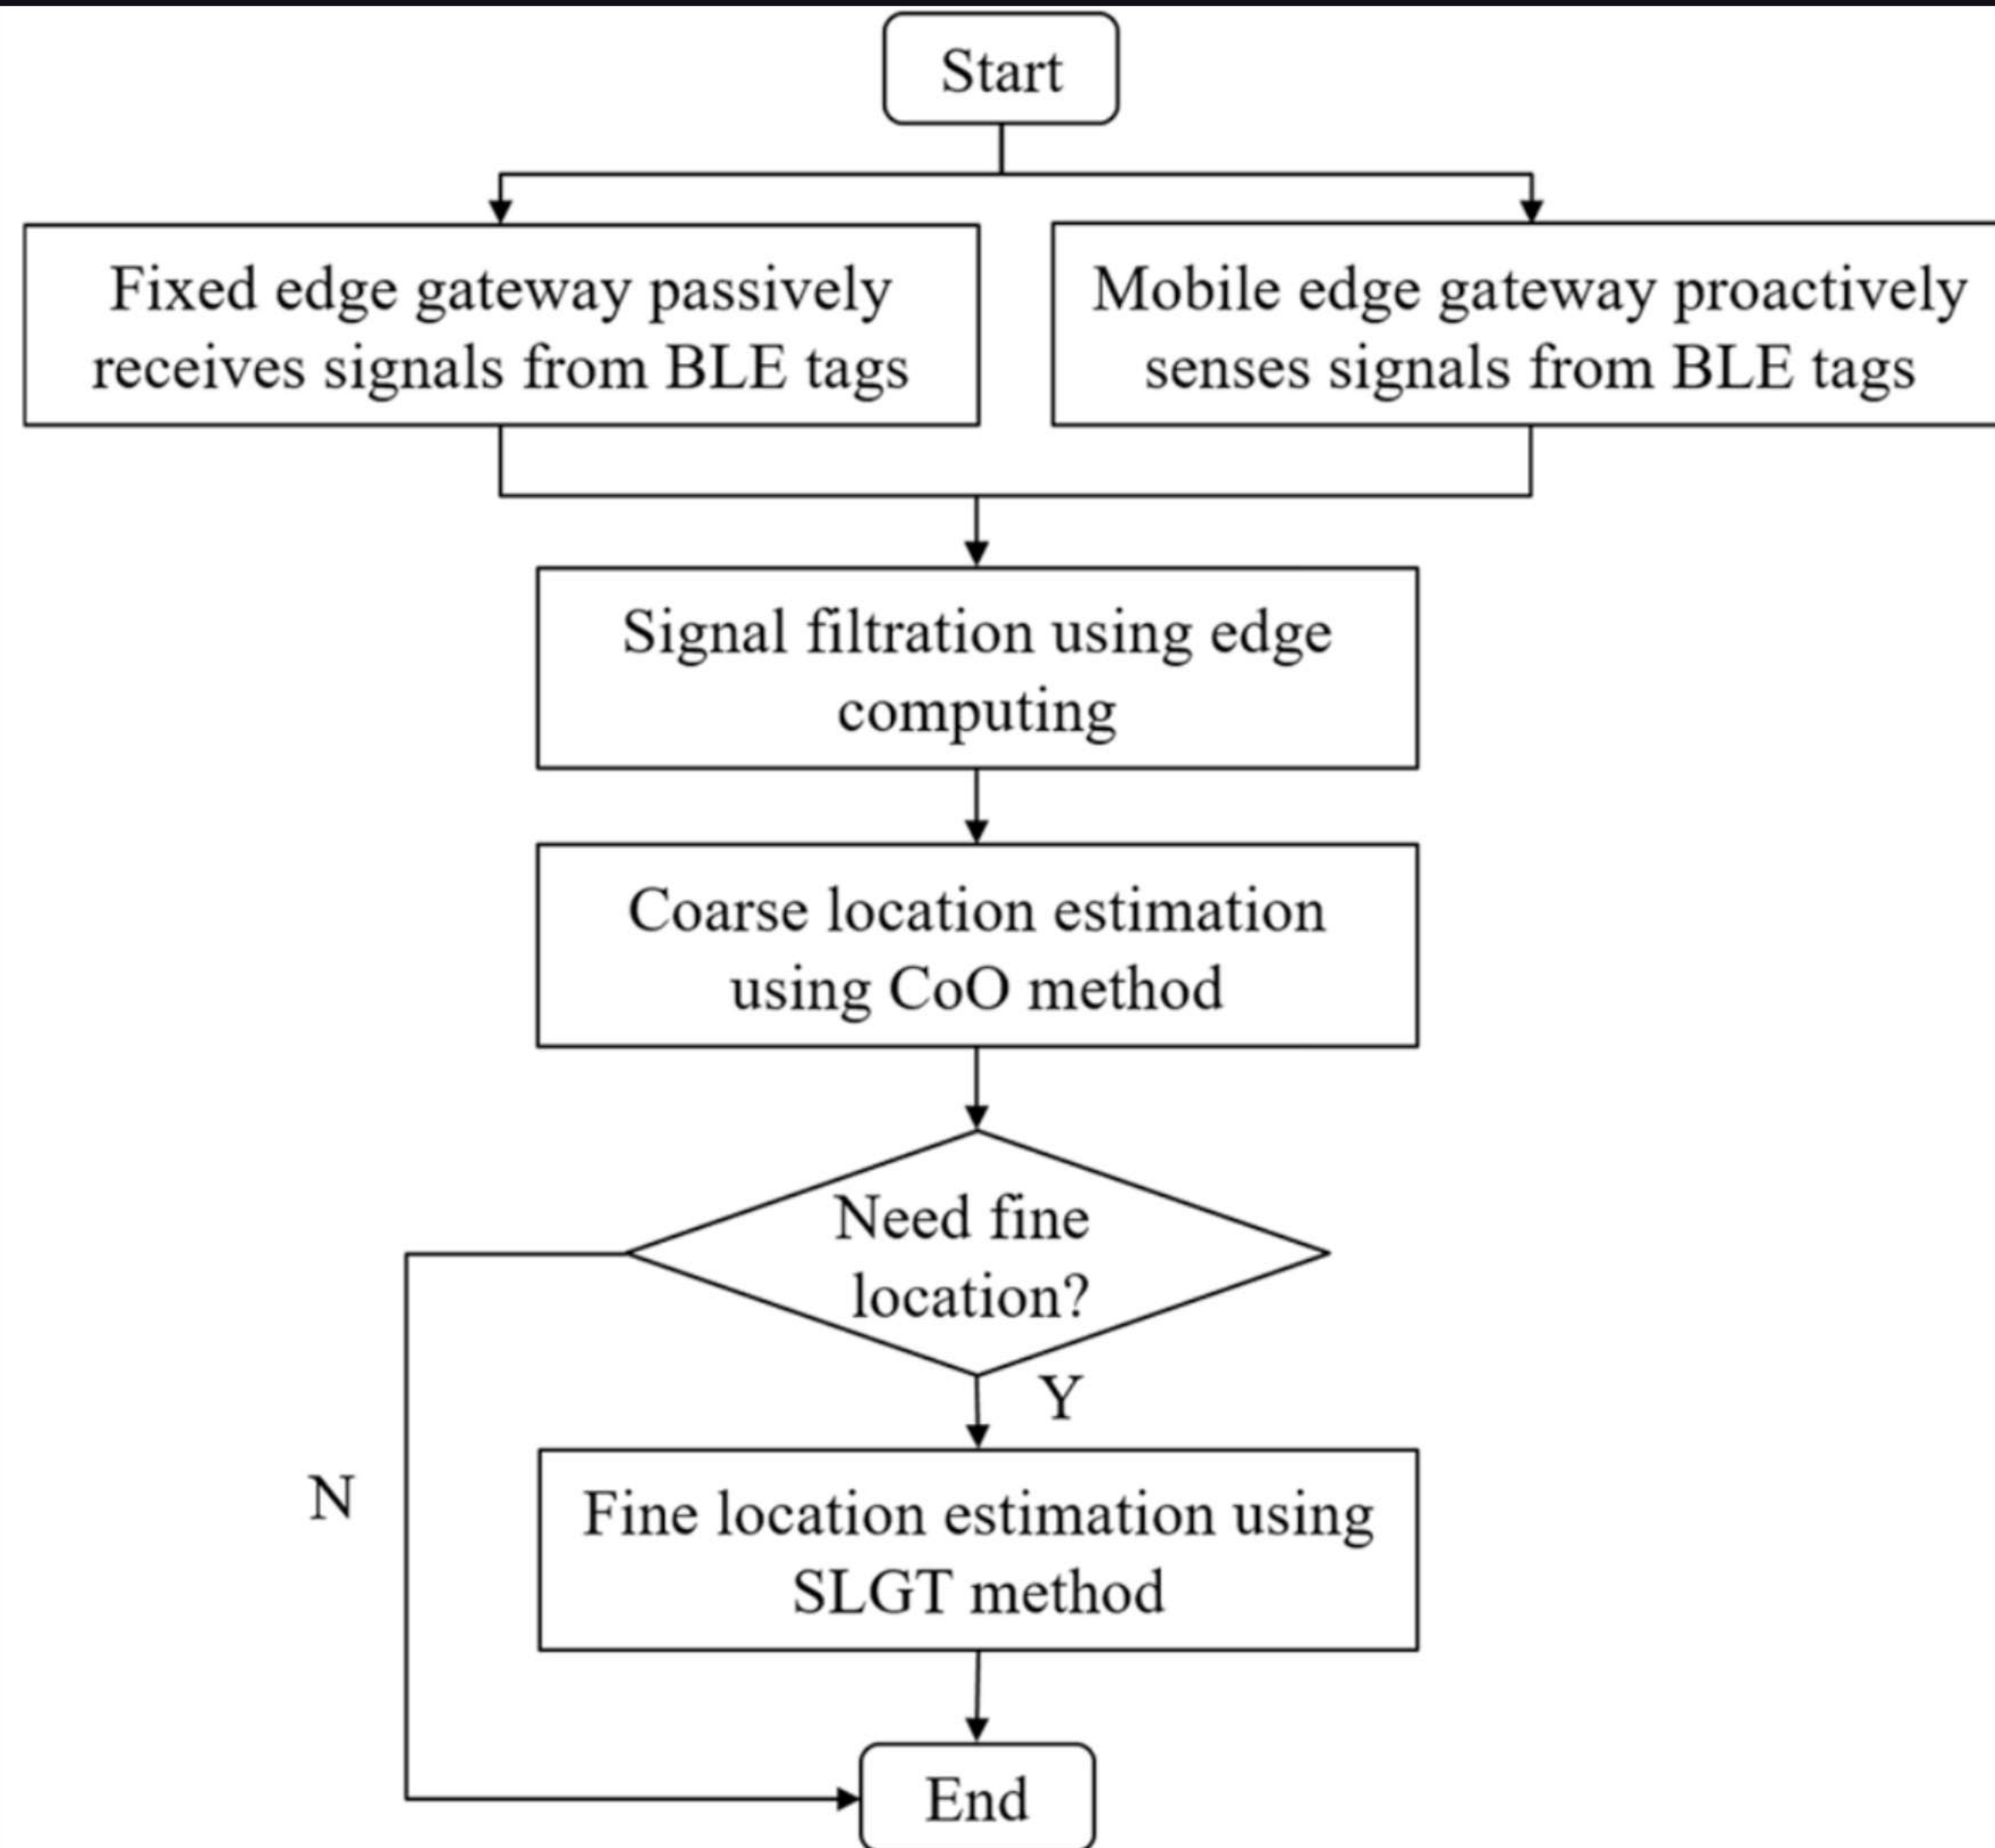 Start
Fixed edge gateway passively
receives signals from BLE tags
Mobile edge gateway proactively
senses signals from BLE tags
Signal filtration using edge
computing
Coarse location estimation
using CoO method
Need fine
location?
Y
N
Fine location estimation using
SLGT method
End